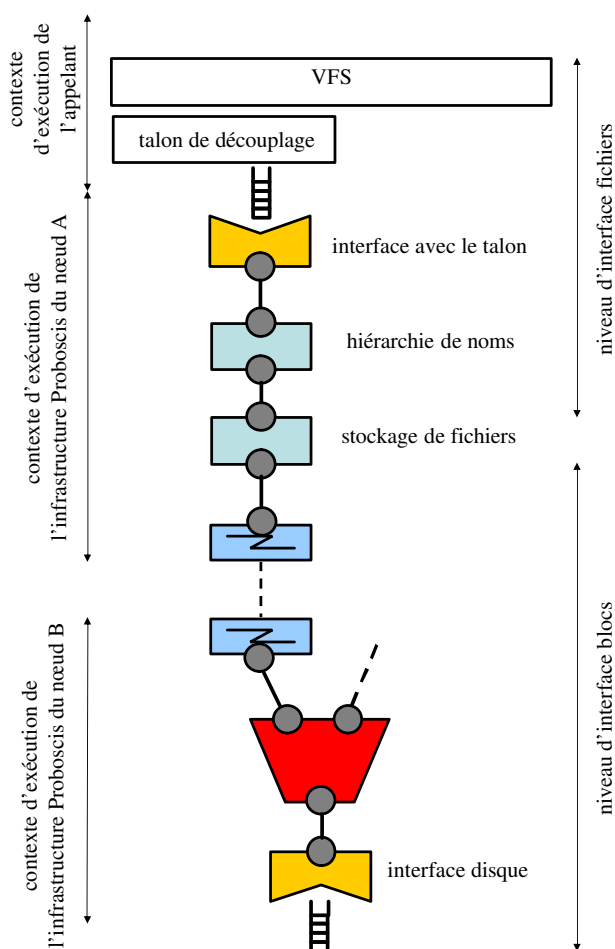 contexte
d'exécution de
l'appelant
VFS
talon de découplage
interface avec le talon
hiérarchie de noms
stockage de fichiers
contexte d'exécution de
l'infrastructure Proboscis du nœud A
niveau d'interface fichiers
contexte d'exécution de
l'infrastructure Proboscis du nœud B
niveau d'interface blocs
interface disque